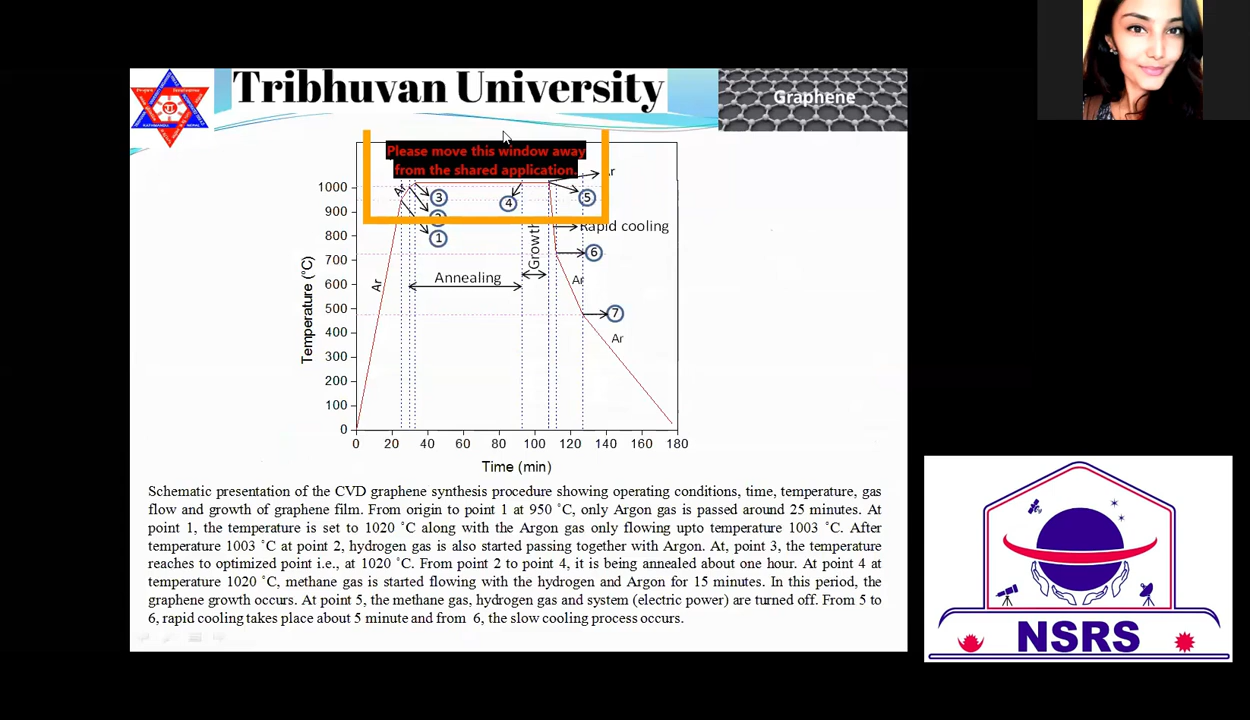 Tribhuvan University
Graphene
Please move this window away
from the shared application.
Ar
Ar
3
4
5
2
Rapid cooling
1
Growth
6
Annealing
Ar
Ar
7
Ar
Temperature (°C)
1000
900
800
700
600
500
400
300
200
100
0
0 20 40 60 80 100 120 140 160 180
Time (min)
Schematic presentation of the CVD graphene synthesis procedure showing operating conditions, time, temperature, gas
flow and growth of graphene film. From origin to point 1 at 950 ˚C, only Argon gas is passed around 25 minutes. At
point 1, the temperature is set to 1020 ˚C along with the Argon gas only flowing upto temperature 1003 ˚C. After
temperature 1003 ˚C at point 2, hydrogen gas is also started passing together with Argon. At, point 3, the temperature
reaches to optimized point i.e., at 1020 ˚C. From point 2 to point 4, it is being annealed about one hour. At point 4 at
temperature 1020 ˚C, methane gas is started flowing with the hydrogen and Argon for 15 minutes. In this period, the
graphene growth occurs. At point 5, the methane gas, hydrogen gas and system (electric power) are turned off. From 5 to
6, rapid cooling takes place about 5 minute and from 6, the slow cooling process occurs.
NSRS